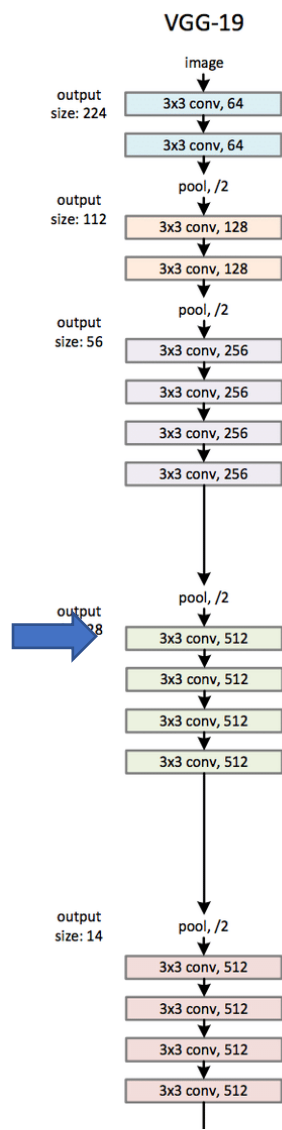 VGG-19
image
output
size: 224
3x3 conv, 64
3x3 conv, 64
pool, /2
output
size: 112
3x3 conv, 128
3x3 conv, 128
pool, /2
output
size: 56
3x3 conv, 256
3x3 conv, 256
3x3 conv, 256
3x3 conv, 256
pool, /2
output
28
3x3 conv, 512
3x3 conv, 512
3x3 conv, 512
3x3 conv, 512
pool, /2
output
size: 14
3x3 conv, 512
3x3 conv, 512
3x3 conv, 512
3x3 conv, 512